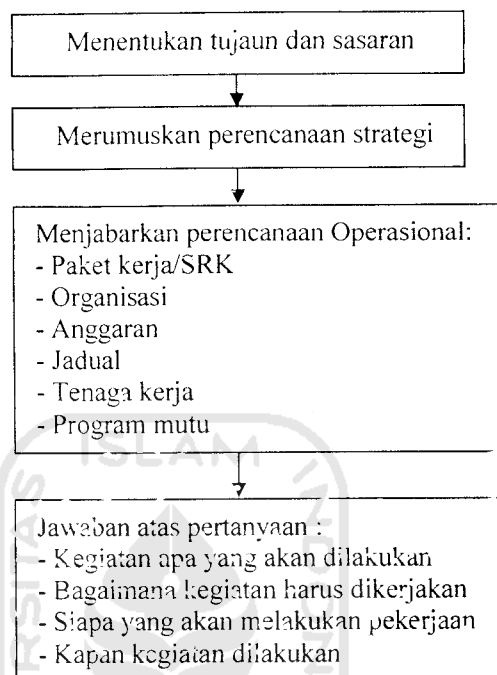 Menentukan tujaun dan sasaran
Merumuskan perencanaan strategi
Menjabarkan perencanaan Operasional:
- Paket kerja/SRK
- Organisasi
- Anggaran
- Jadual
- Tenaga kerja
- Program mutu
ISLAM
Jawaban atas pertanyaan :
- Kegiatan apa yang akan dilakukan
- Bagaimana kegiatan harus dikerjakan
- Siapa yang akan melakukan pekerjaan
- Kapan kegiatan dilakukan